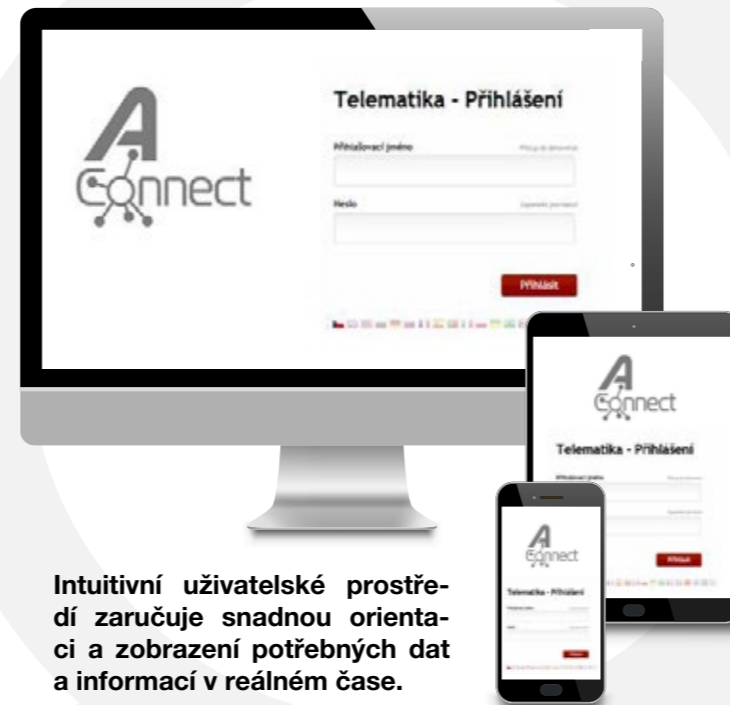 A
Connect
Telematika - Přihlášení
Přihlašovací jméno
Heslo
Přihlásit
A
Connect
Telematika - Přihlášení
Přihlásit
A
Connect
Telematika - Přihlášení
Intuitivní uživatelské prostře-
dí zaručuje snadnou orienta-
ci a zobrazení potřebných dat
a informací v reálném čase.